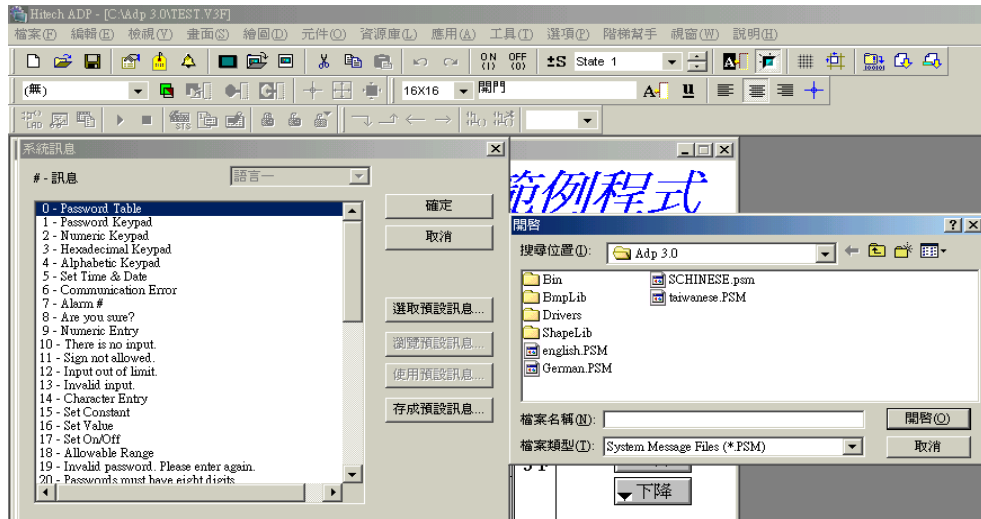 Hitech ADP - [C:\Adp 3.0\TEST.V3F]
檔案(F) 編輯(E) 檢視(V) 畫面(S) 繪圖(D) 元件(O) 資源庫(L) 應用(A) 工具(T) 選項(P) 階梯幫手 視窗(W) 説明(H)
ON (1) OFF (0) ±S State 1 A
(無) 16X16 開門 A u
LAD STS
系統訊息
# - 訊息 語言一
0 - Password Table
1 - Password Keypad
2 - Numeric Keypad
3 - Hexadecimal Keypad
4 - Alphabetic Keypad
5 - Set Time & Date
6 - Communication Error
7 - Alarm #
8 - Are you sure?
9 - Numeric Entry
10 - There is no input.
11 - Sign not allowed.
12 - Input out of limit.
13 - Invalid input.
14 - Character Entry
15 - Set Constant
16 - Set Value
17 - Set On/Off
18 - Allowable Range
19 - Invalid password. Please enter again.
20 - Passwords must have eight digits
確定
取消
選取預設訊息...
瀏覽預設訊息...
使用預設訊息...
存成預設訊息...
範例程式
開啓
搜尋位置(I): Adp 3.0
Bin
BmpLib
Drivers
ShapeLib
english.PSM
German.PSM
SCHINESE.psm
taiwanese.PSM
檔案名稱(N): 開啓(O)
檔案類型(T): System Message Files (*.PSM) 取消
下降